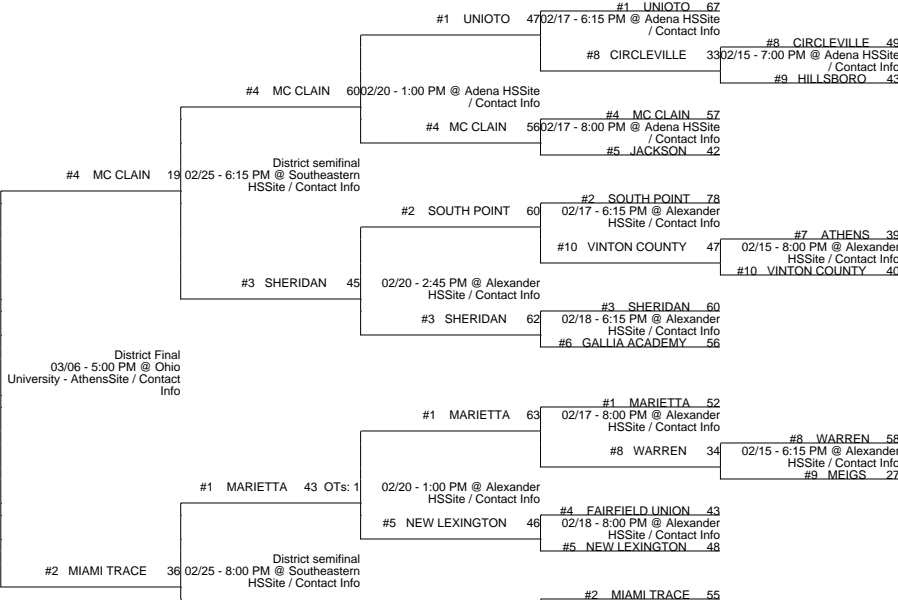 #1 UNIOTO 67
#1 UNIOTO 47
02/17 - 6:15 PM @ Adena HSSite
/ Contact Info
#8 CIRCLEVILLE 49
#8 CIRCLEVILLE 33
02/15 - 7:00 PM @ Adena HSSite
/ Contact Info
#9 HILLSBORO 43
#4 MC CLAIN 60
02/20 - 1:00 PM @ Adena HSSite
/ Contact Info
#4 MC CLAIN 57
#4 MC CLAIN 56
02/17 - 8:00 PM @ Adena HSSite
/ Contact Info
#5 JACKSON 42
#4 MC CLAIN 19
District semifinal
02/25 - 6:15 PM @ Southeastern
HSSite / Contact Info
#2 SOUTH POINT 78
#2 SOUTH POINT 60
02/17 - 6:15 PM @ Alexander
HSSite / Contact Info
#7 ATHENS 39
#10 VINTON COUNTY 47
02/15 - 8:00 PM @ Alexander
HSSite / Contact Info
#10 VINTON COUNTY 40
#3 SHERIDAN 45
02/20 - 2:45 PM @ Alexander
HSSite / Contact Info
#3 SHERIDAN 60
#3 SHERIDAN 62
02/18 - 6:15 PM @ Alexander
HSSite / Contact Info
#6 GALLIA ACADEMY 56
District Final
03/06 - 5:00 PM @ Ohio
University - AthensSite / Contact
Info
#1 MARIETTA 52
#1 MARIETTA 63
02/17 - 8:00 PM @ Alexander
HSSite / Contact Info
#8 WARREN 58
#8 WARREN 34
02/15 - 6:15 PM @ Alexander
HSSite / Contact Info
#9 MEIGS 27
#1 MARIETTA 43 OTs: 1
02/20 - 1:00 PM @ Alexander
HSSite / Contact Info
#4 FAIRFIELD UNION 43
#5 NEW LEXINGTON 46
02/18 - 8:00 PM @ Alexander
HSSite / Contact Info
#5 NEW LEXINGTON 48
#2 MIAMI TRACE 36
District semifinal
02/25 - 8:00 PM @ Southeastern
HSSite / Contact Info
#2 MIAMI TRACE 55